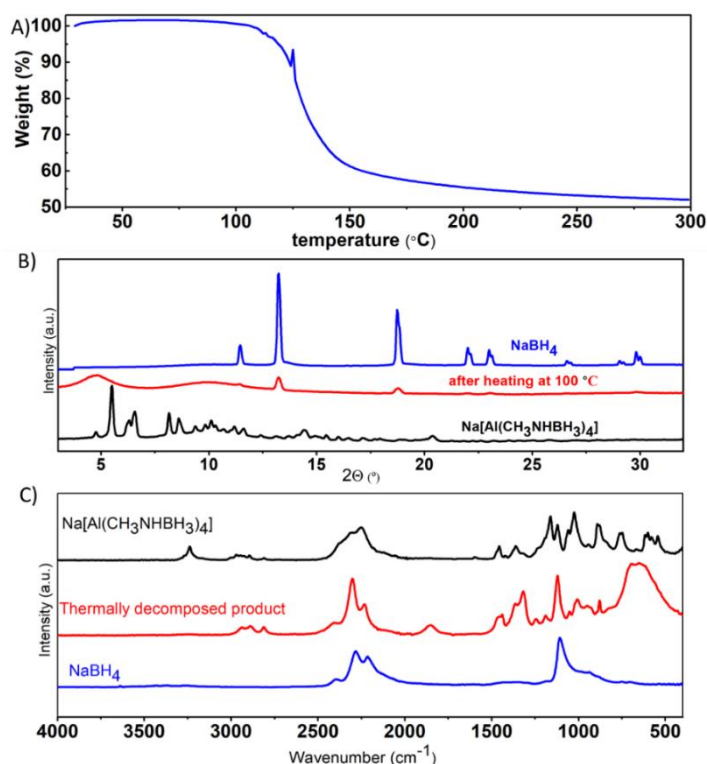 A)
100
90
80
70
60
50
Weight (%)
50
100
150
200
250
300
temperature (°C)
B)
Intensity (a.u.)
NaBH4
after heating at 100 °C
Na[Al(CH3NHBH3)4]
5
10
15
20
25
30
2Θ (°)
C)
Intensity (a.u.)
Na[Al(CH3NHBH3)4]
Thermally decomposed product
NaBH4
4000
3500
3000
2500
2000
1500
1000
500
Wavenumber (cm-1)